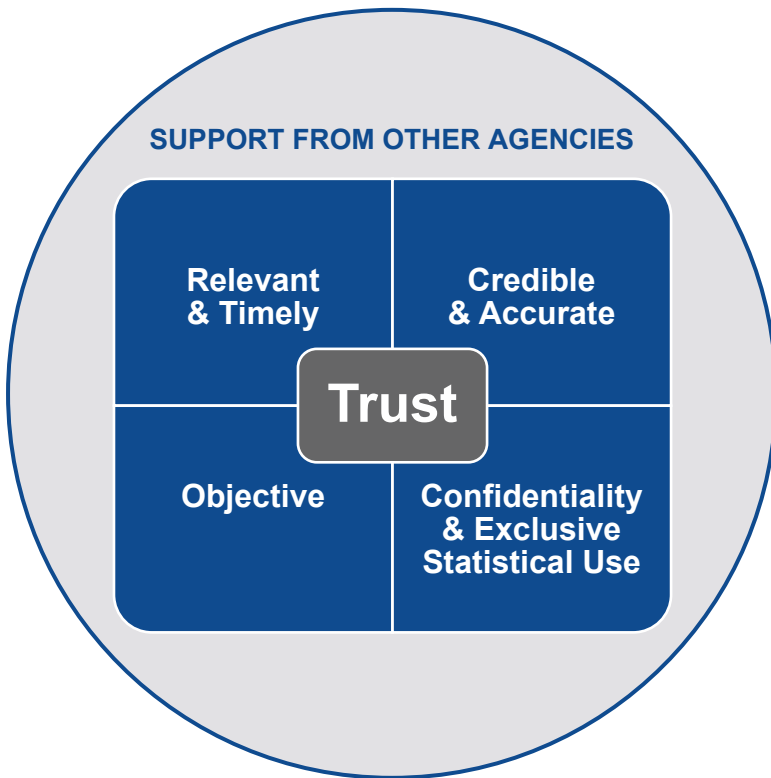 SUPPORT FROM OTHER AGENCIES
Relevant
& Timely
Credible
& Accurate
Trust
Objective
Confidentiality
& Exclusive
Statistical Use